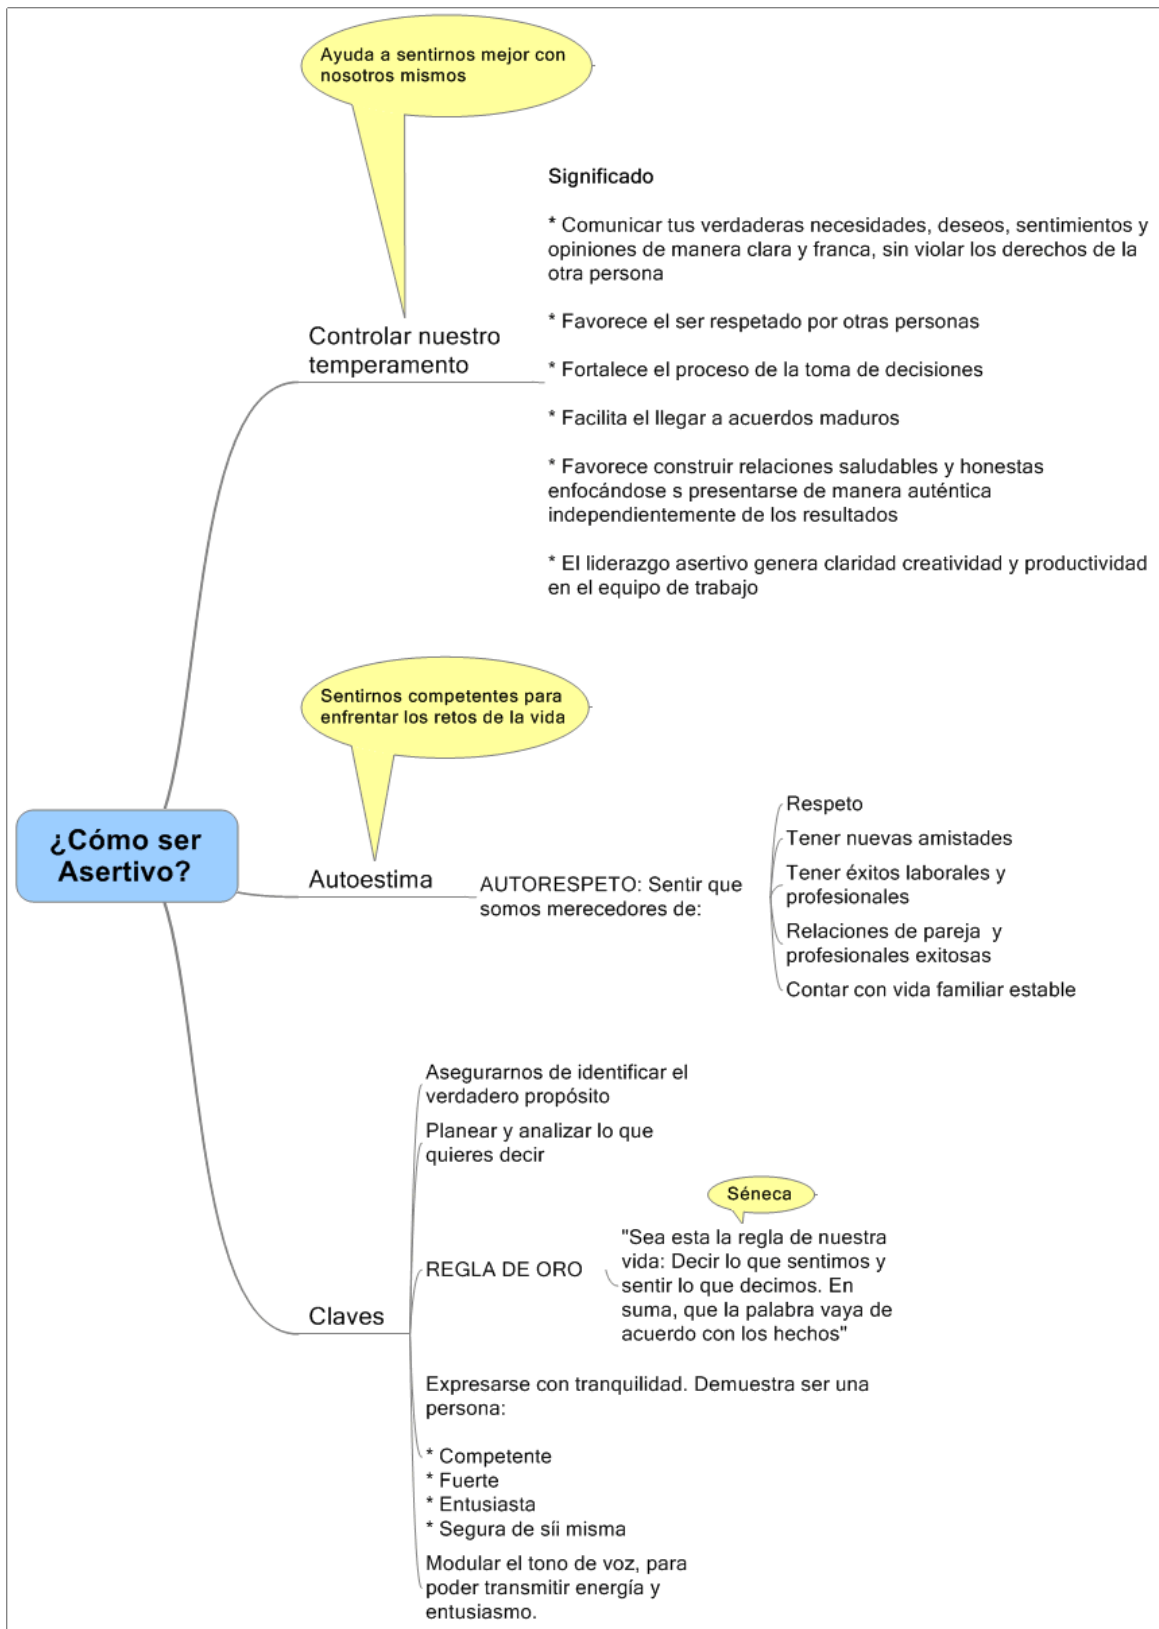 Ayuda a sentirnos mejor con
nosotros mismos
Significado
* Comunicar tus verdaderas necesidades, deseos, sentimientos y
opiniones de manera clara y franca, sin violar los derechos de la
otra persona
* Favorece el ser respetado por otras personas
* Fortalece el proceso de la toma de decisiones
* Facilita el llegar a acuerdos maduros
* Favorece construir relaciones saludables y honestas
enfocándose s presentarse de manera auténtica
independientemente de los resultados
* El liderazgo asertivo genera claridad creatividad y productividad
en el equipo de trabajo
Controlar nuestro
temperamento
Sentirnos competentes para
enfrentar los retos de la vida
¿Cómo ser
Asertivo?
Autoestima
AUTORESPETO: Sentir que
somos merecedores de:
Respeto
Tener nuevas amistades
Tener éxitos laborales y
profesionales
Relaciones de pareja  y
profesionales exitosas
Contar con vida familiar estable
Claves
Asegurarnos de identificar el
verdadero propósito
Planear y analizar lo que
quieres decir
REGLA DE ORO
Séneca
"Sea esta la regla de nuestra
vida: Decir lo que sentimos y
sentir lo que decimos. En
suma, que la palabra vaya de
acuerdo con los hechos"
Expresarse con tranquilidad. Demuestra ser una
persona:
* Competente
* Fuerte
* Entusiasta
* Segura de síi misma
Modular el tono de voz, para
poder transmitir energía y
entusiasmo.